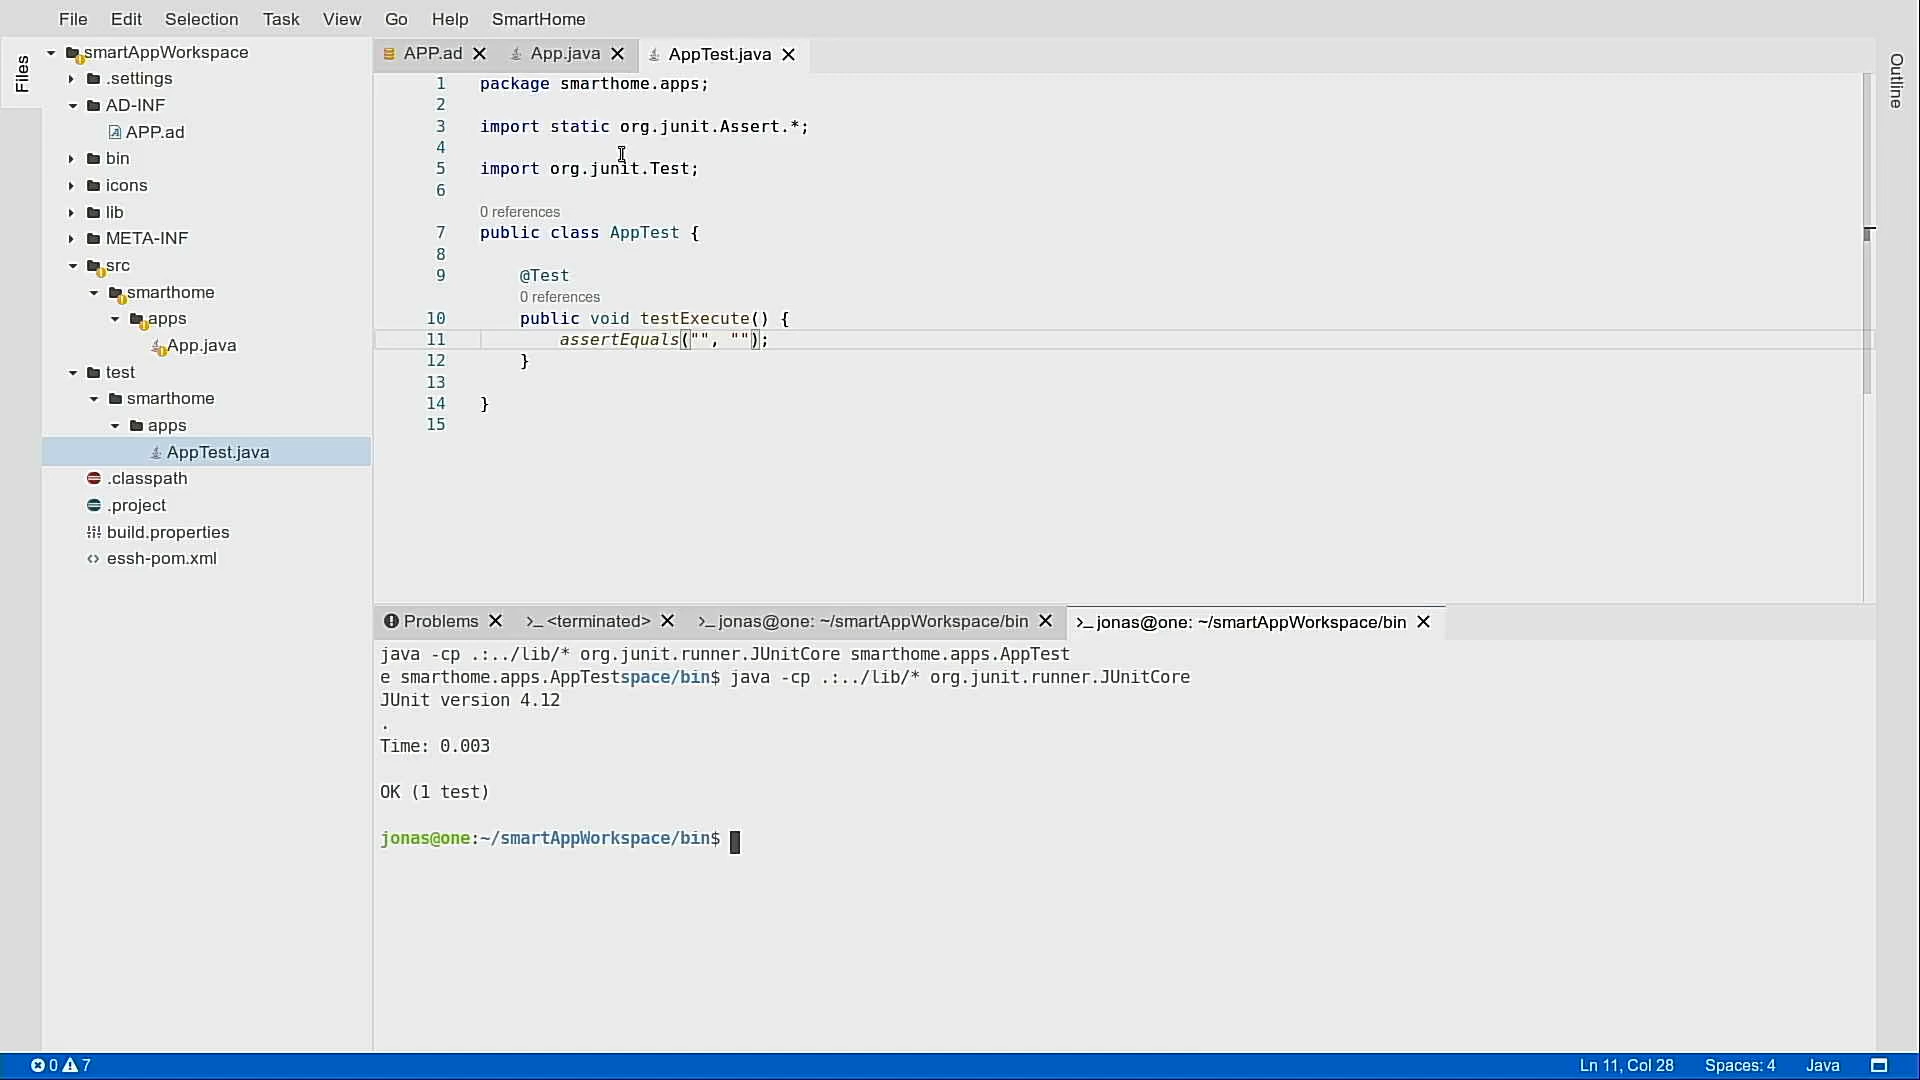 File Edit Selection Task View Go Help SmartHome
Files
smartAppWorkspace
.settings
AD-INF
APP.ad
bin
icons
lib
META-INF
src
smarthome
apps
App.java
test
smarthome
apps
AppTest.java
.classpath
.project
build.properties
essh-pom.xml
APP.ad App.java AppTest.java
1 package smarthome.apps;
2
3 import static org.junit.Assert.*;
4
5 import org.junit.Test;
6
0 references
7 public class AppTest {
8
9 @Test
0 references
10 public void testExecute() {
11 assertEquals("", "");
12 }
13
14 }
15
Outline
Problems >_ <terminated> >_ jonas@one: ~/smartAppWorkspace/bin >_ jonas@one: ~/smartAppWorkspace/bin
java -cp .:../lib/* org.junit.runner.JUnitCore smarthome.apps.AppTest
e smarthome.apps.AppTestspace/bin$ java -cp .:../lib/* org.junit.runner.JUnitCore
JUnit version 4.12
.
Time: 0.003
OK (1 test)
jonas@one:~/smartAppWorkspace/bin$
0 7 Ln 11, Col 28 Spaces: 4 Java